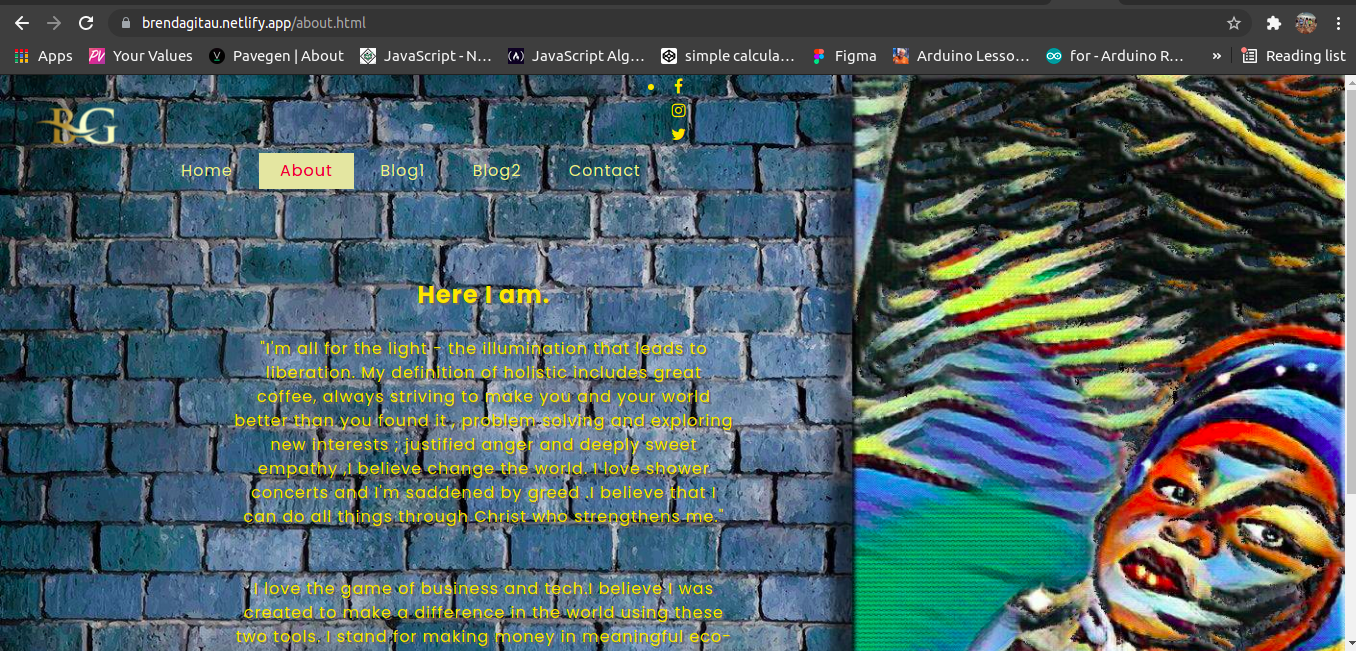 brendagitau.netlify.app/about.html
Apps Your Values Pavegen | About JavaScript - N... JavaScript Alg... simple calcula... Figma Arduino Lesso... for - Arduino R... » Reading list
BG
Home About Blog1 Blog2 Contact
Here I am.
"I'm all for the light - the illumination that leads to
liberation. My definition of holistic includes great
coffee, always striving to make you and your world
better than you found it , problem-solving and exploring
new interests ; justified anger and deeply sweet
empathy ,I believe change the world. I love shower
concerts and I'm saddened by greed .I believe that I
can do all things through Christ who strengthens me."
I love the game of business and tech.I believe I was
created to make a difference in the world using these
two tools. I stand for making money in meaningful eco-